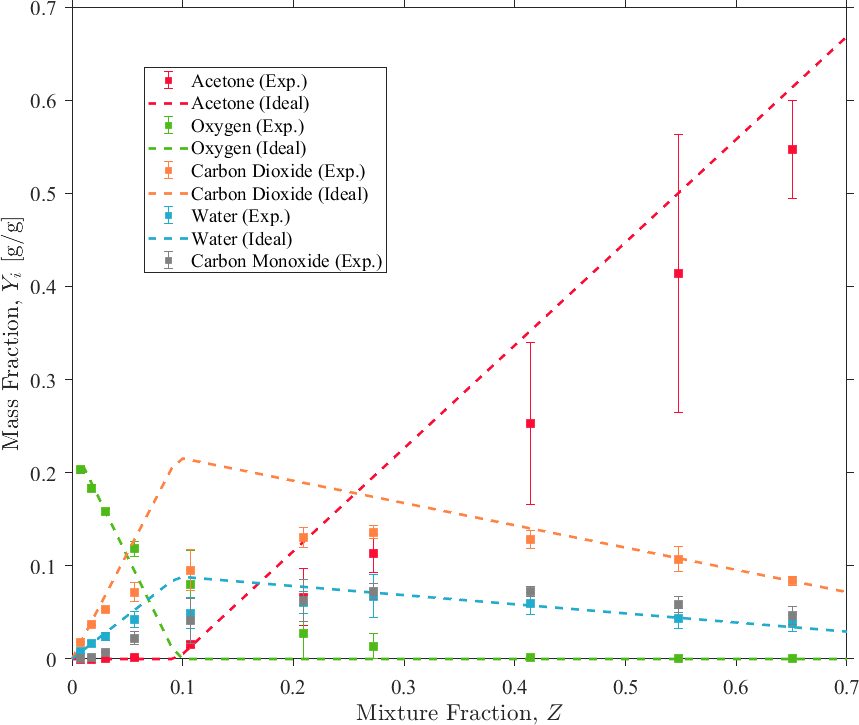 0.7
0.6
0.5
0.4
0.3
0.2
0.1
0
Mass Fraction, Y_i [g/g]
Acetone (Exp.)
Acetone (Ideal)
Oxygen (Exp.)
Oxygen (Ideal)
Carbon Dioxide (Exp.)
Carbon Dioxide (Ideal)
Water (Exp.)
Water (Ideal)
Carbon Monoxide (Exp.)
0 0.1 0.2 0.3 0.4 0.5 0.6 0.7
Mixture Fraction, Z